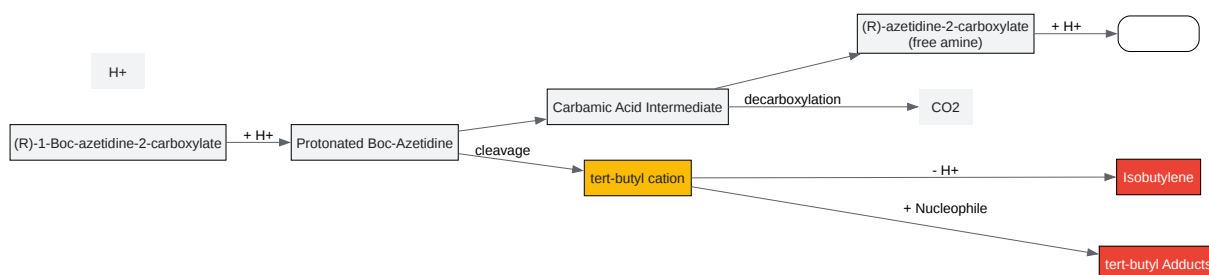 (R)-azetidine-2-carboxylate
(free amine)
+ H+
H+
Carbamic Acid Intermediate
decarboxylation
CO2
(R)-1-Boc-azetidine-2-carboxylate
+ H+
Protonated Boc-Azetidine
cleavage
tert-butyl cation
- H+
Isobutylene
+ Nucleophile
tert-butyl Adducts